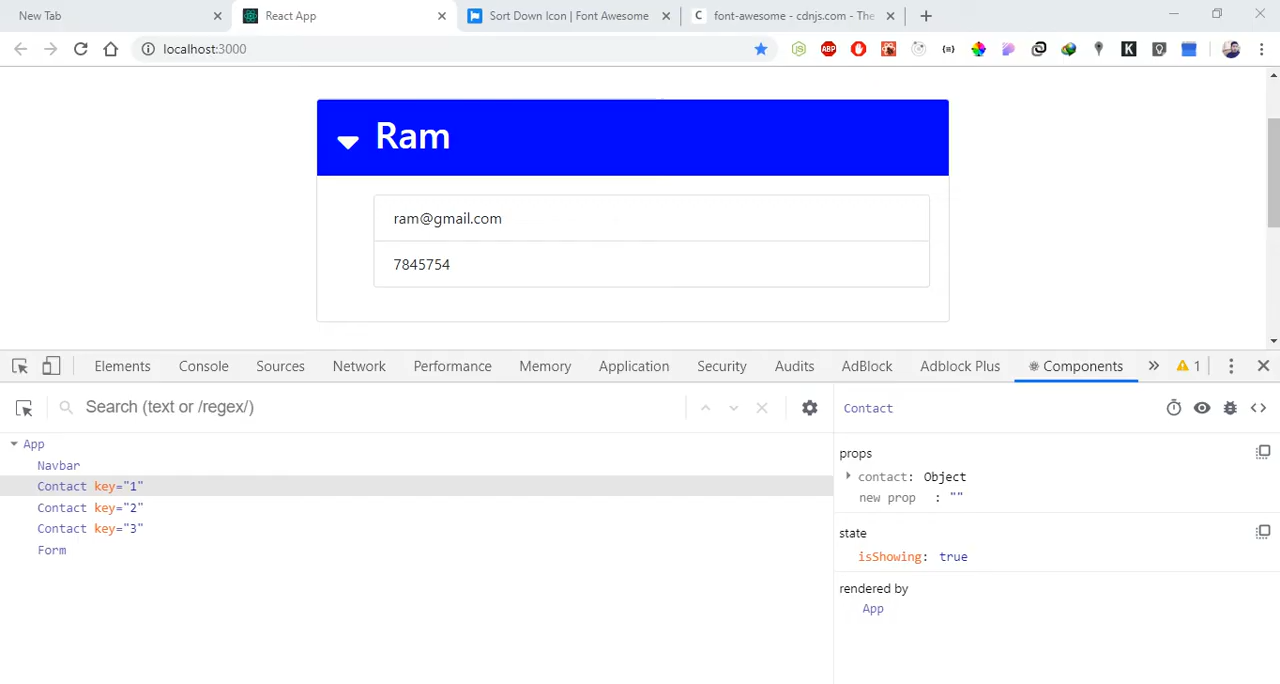 New Tab
React App
Sort Down Icon | Font Awesome
C font-awesome - cdnjs.com - The
localhost:3000
ABP
{≡}
K
Ram
ram@gmail.com
7845754
Elements Console Sources Network Performance Memory Application Security Audits AdBlock Adblock Plus Components » 1
Search (text or /regex/)
Contact
App
Navbar
Contact key="1"
Contact key="2"
Contact key="3"
Form
props
contact: Object
new prop : ""
state
isShowing: true
rendered by
App